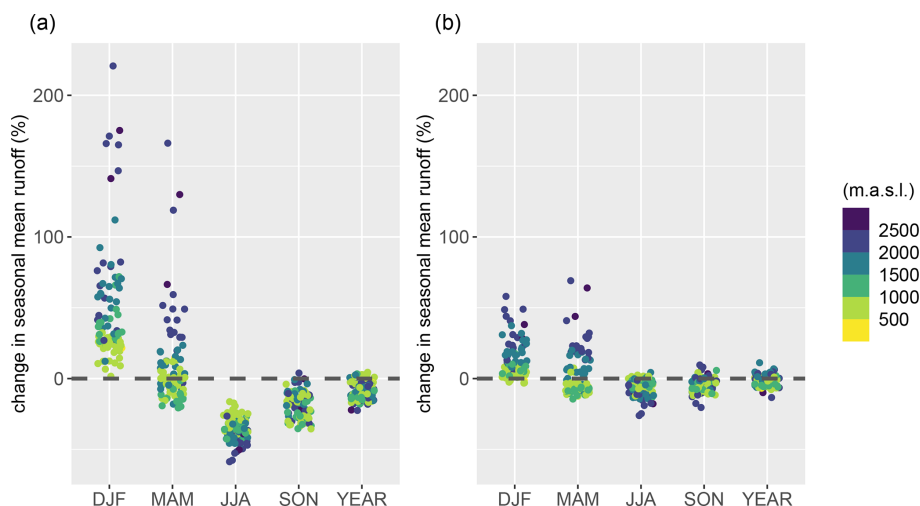 (a)
(b)
change in seasonal mean runoff (%)
200
100
0
DJF MAM JJA SON YEAR
change in seasonal mean runoff (%)
200
100
0
DJF MAM JJA SON YEAR
(m.a.s.l.)
2500
2000
1500
1000
500